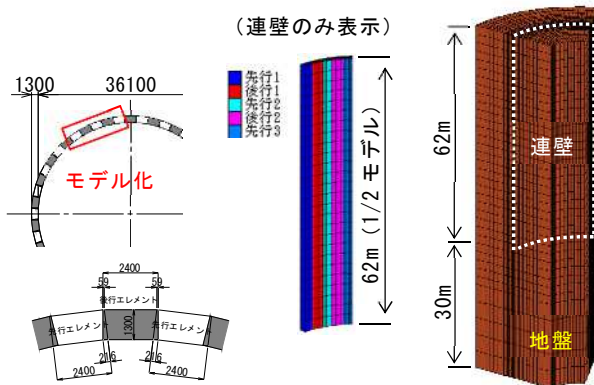 （連壁のみ表示）
1300
36100
モデル化
先行1
後行1
先行2
後行2
先行3
62m（1/2 モデル）
62m
連壁
30m
地盤
2400
59
59
後行エレメント
先行エレメント
1300
先行エレメント
216
216
2400
2400